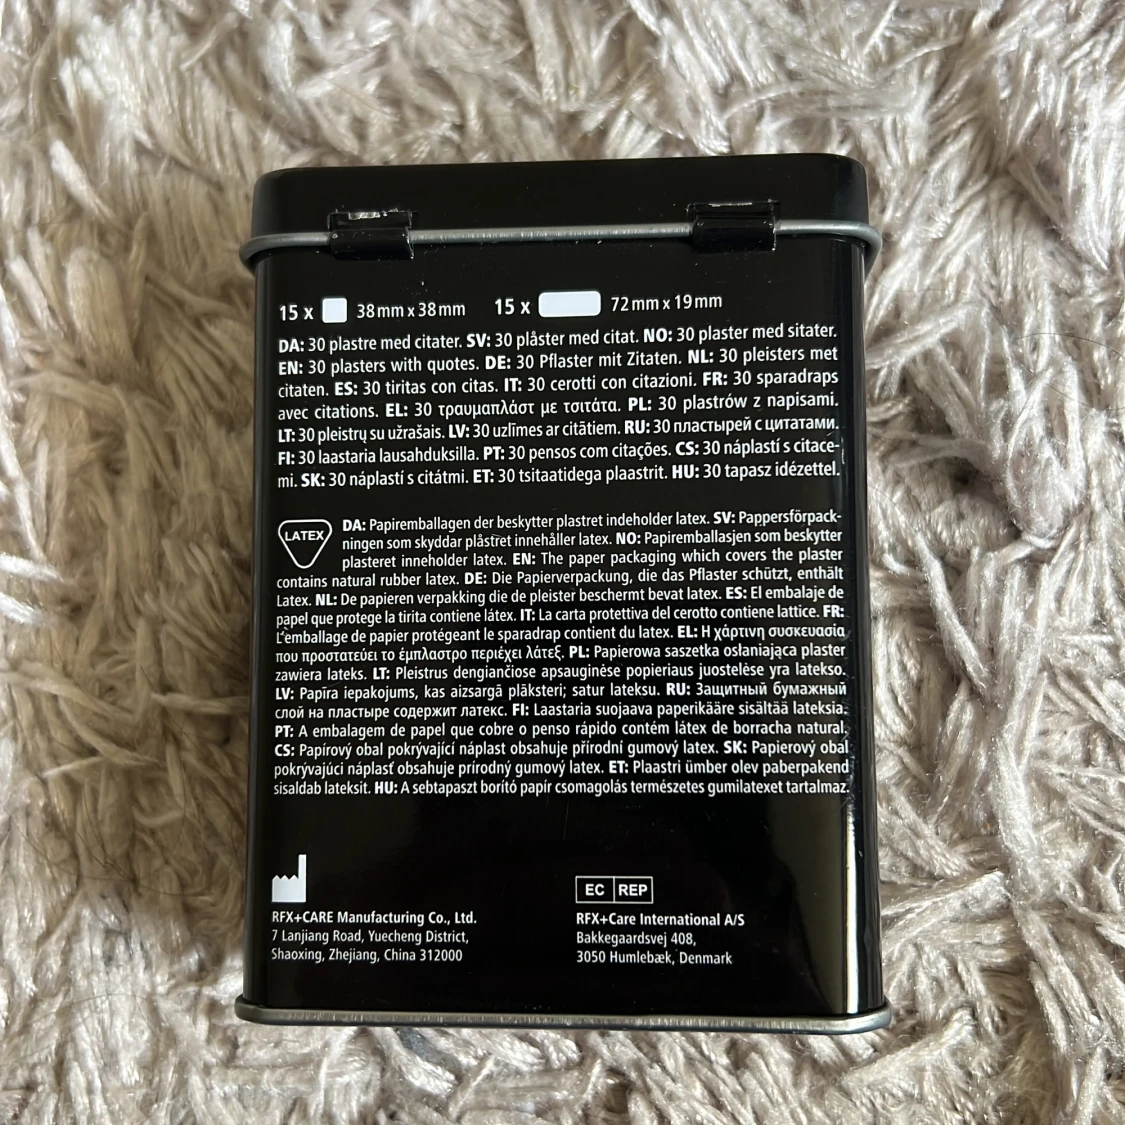 15 x 38 mm x 38 mm 15 x 72 mm x 19 mm
DA: 30 plastre med citater. SV: 30 plåster med citat. NO: 30 plaster med sitater.
EN: 30 plasters with quotes. DE: 30 Pflaster mit Zitaten. NL: 30 pleisters met
citaten. ES: 30 tiritas con citas. IT: 30 cerotti con citazioni. FR: 30 sparadraps
avec citations. EL: 30 τραυμαπλάστ με τσιτάτα. PL: 30 plastrów z napisami.
LT: 30 pleistrų su užrašais. LV: 30 uzlīmes ar citātiem. RU: 30 пластырей с цитатами.
FI: 30 laastaria lausahduksilla. PT: 30 pensos com citações. CS: 30 náplastí s citace-
mi. SK: 30 náplastí s citátmi. ET: 30 tsitaatidega plaastrit. HU: 30 tapasz idézettel.
LATEX
DA: Papiremballagen der beskytter plastret indeholder latex. SV: Pappersförpack-
ningen som skyddar plåstret innehåller latex. NO: Papiremballasjen som beskytter
plasteret inneholder latex. EN: The paper packaging which covers the plaster
contains natural rubber latex. DE: Die Papierverpackung, die das Pflaster schützt, enthält
Latex. NL: De papieren verpakking die de pleister beschermt bevat latex. ES: El embalaje de
papel que protege la tirita contiene látex. IT: La carta protettiva del cerotto contiene lattice. FR:
L'emballage de papier protégeant le sparadrap contient du latex. EL: Η χάρτινη συσκευασία
που προστατεύει το έμπλαστρο περιέχει λάτεξ. PL: Papierowa saszetka osłaniająca plaster
zawiera lateks. LT: Pleistrus dengiančiose apsauginėse popieriaus juostelėse yra latekso.
LV: Papīra iepakojums, kas aizsargā plāksteri; satur lateksu. RU: Защитный бумажный
слой на пластыре содержит латекс. FI: Laastaria suojaava paperikääre sisältää lateksia.
PT: A embalagem de papel que cobre o penso rápido contém látex de borracha natural.
CS: Papírový obal pokrývající náplast obsahuje přírodní gumový latex. SK: Papierový obal
pokrývajúci náplasť obsahuje prírodný gumový latex. ET: Plaastri ümber olev paberpakend
sisaldab lateksit. HU: A sebtapaszt borító papír csomagolás természetes gumilatexet tartalmaz.
RFX+CARE Manufacturing Co., Ltd.
7 Lanjiang Road, Yuecheng District,
Shaoxing, Zhejiang, China 312000
EC REP
RFX+Care International A/S
Bakkegaardsvej 408,
3050 Humlebæk, Denmark